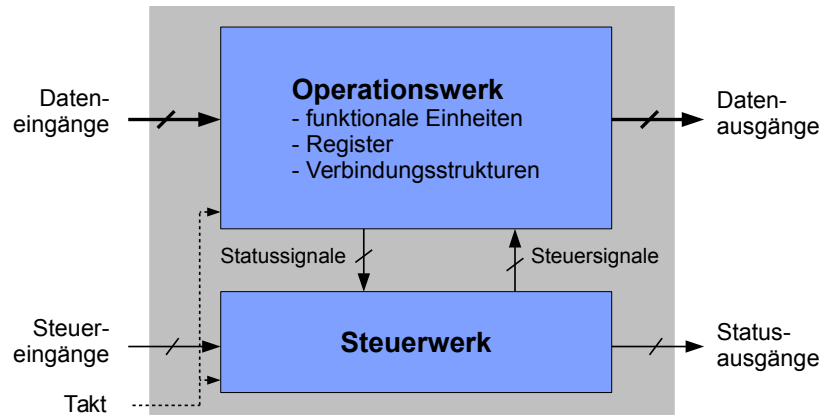 Operationswerk
- funktionale Einheiten
- Register
- Verbindungsstrukturen
Daten-
eingänge
Daten-
ausgänge
Statussignale
Steuersignale
Steuer-
eingänge
Steuerwerk
Status-
ausgänge
Takt